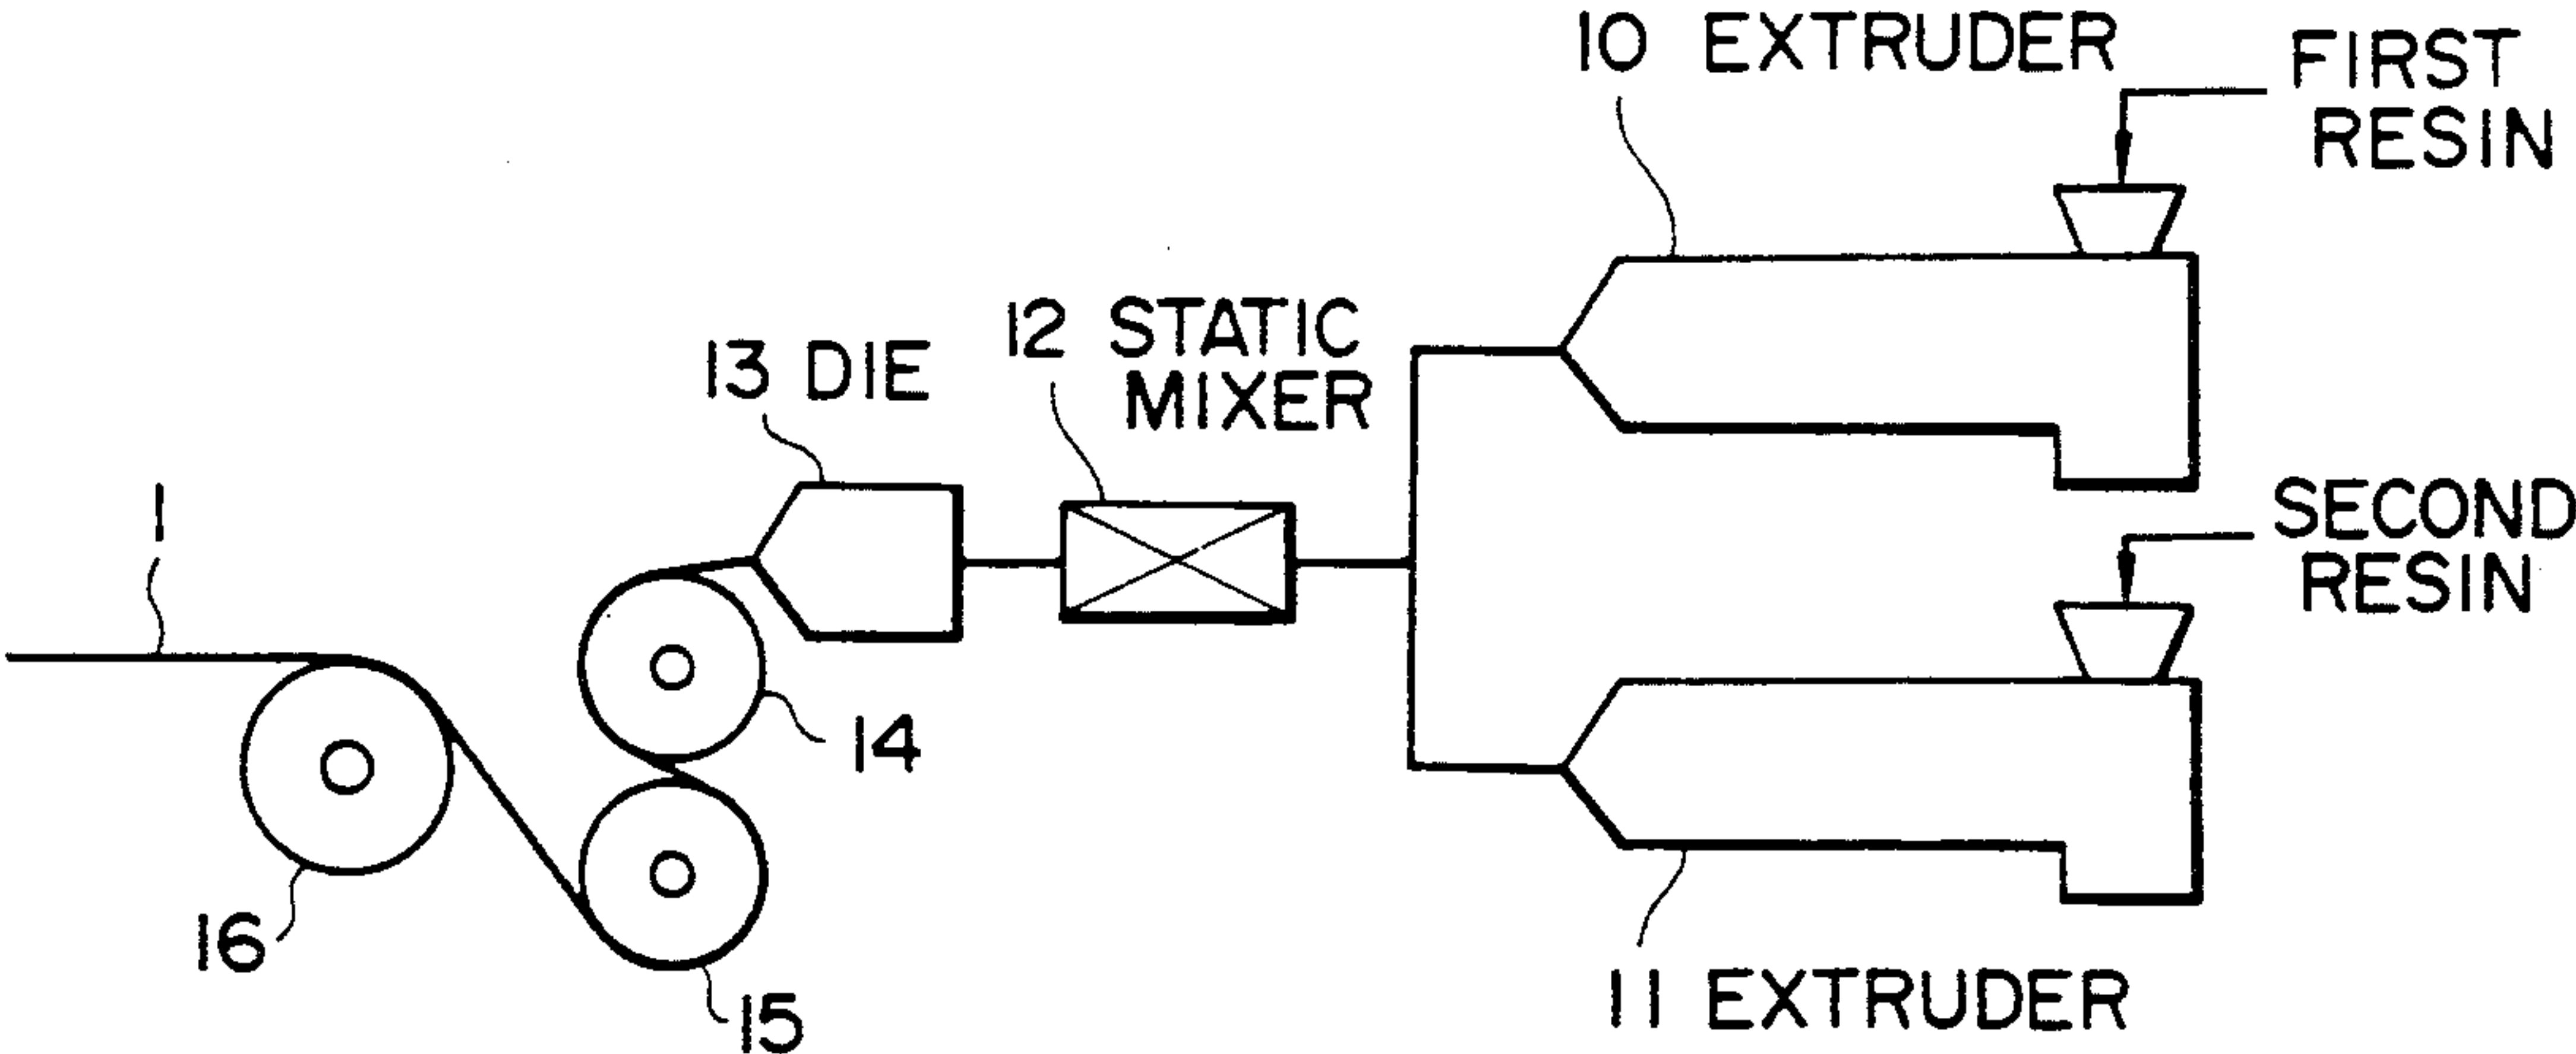 10 EXTRUDER
FIRST
RESIN
12 STATIC
MIXER
13 DIE
1
SECOND
RESIN
14
16
15
11 EXTRUDER